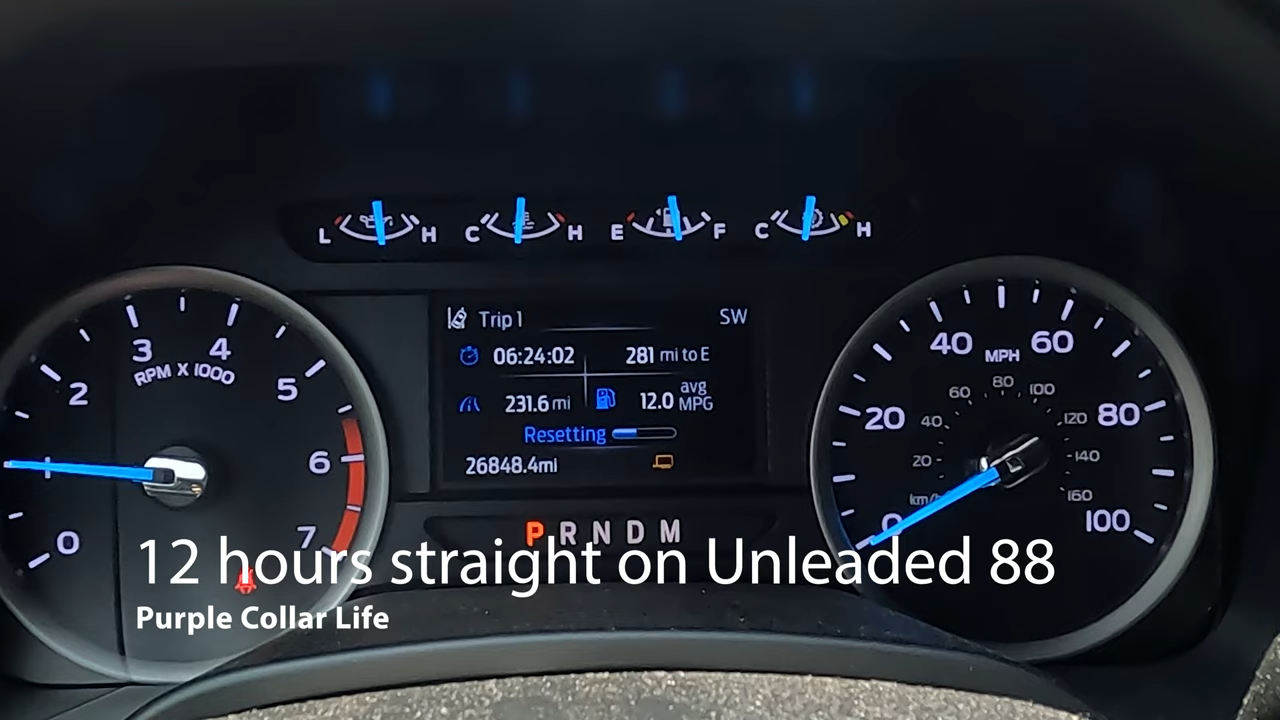 L H C H E F C H
Trip 1 SW
06:24:02 281 mi to E
231.6 mi 12.0 avg MPG
Resetting
26848.4mi
P R N D M
0 1 2 3 4 5 6 7
RPM X 1000
0 20 40 60 80 100
MPH
20 40 60 80 100 120 140 160
km/h
12 hours straight on Unleaded 88
Purple Collar Life